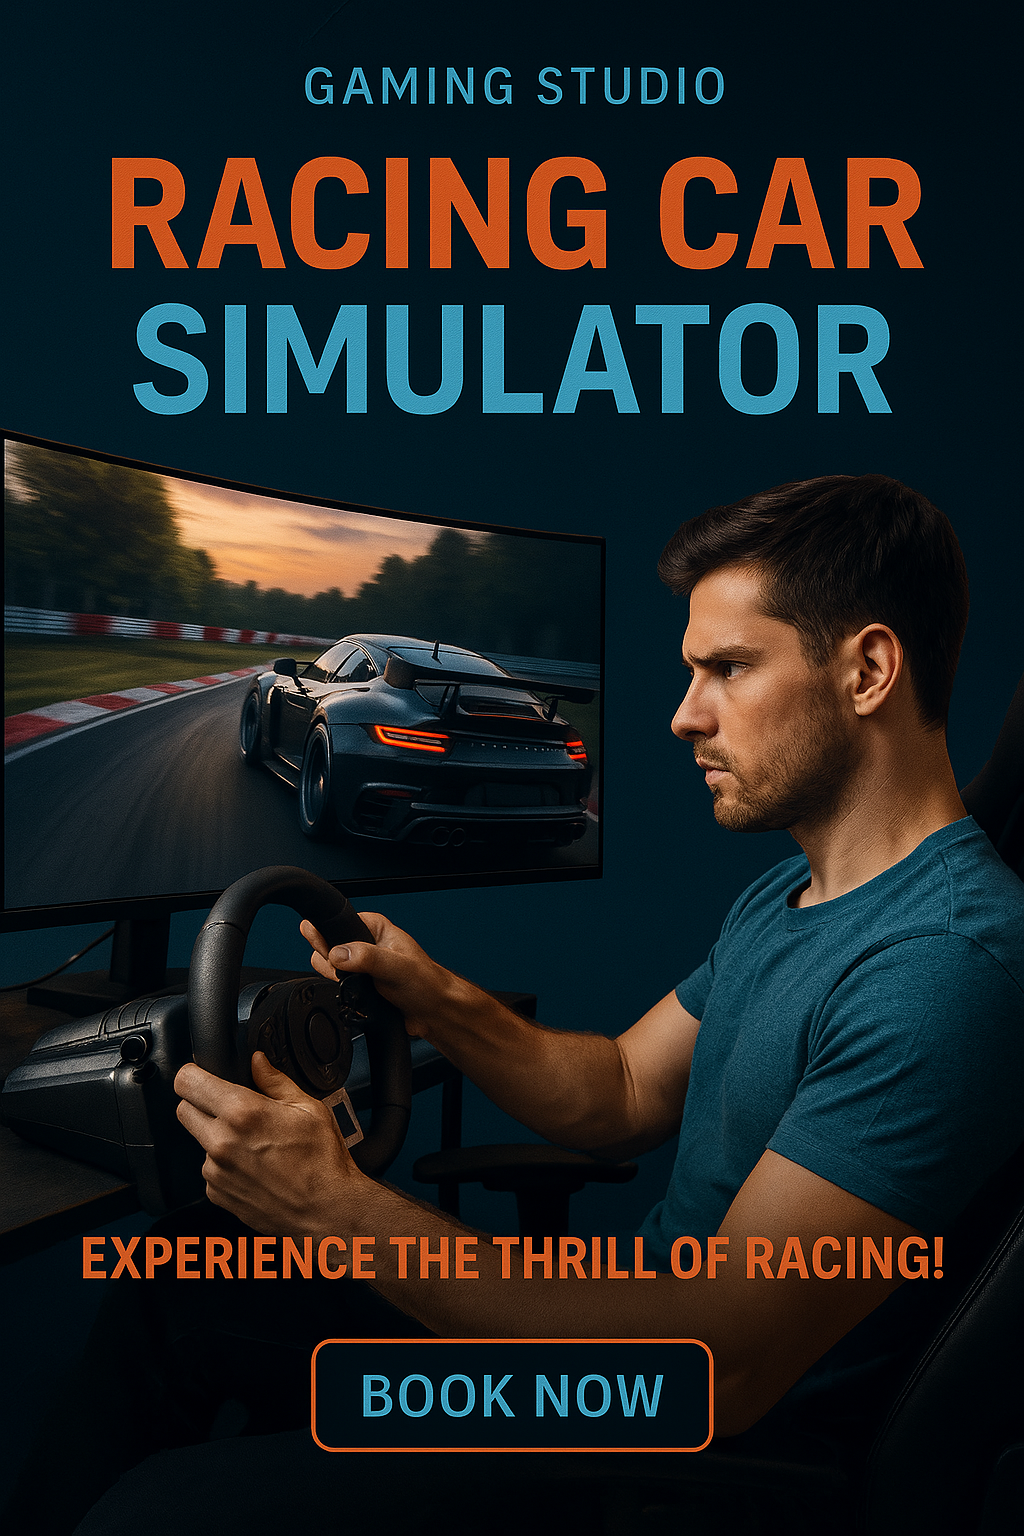 GAMING STUDIO
RACING CAR
SIMULATOR
EXPERIENCE THE THRILL OF RACING!
BOOK NOW